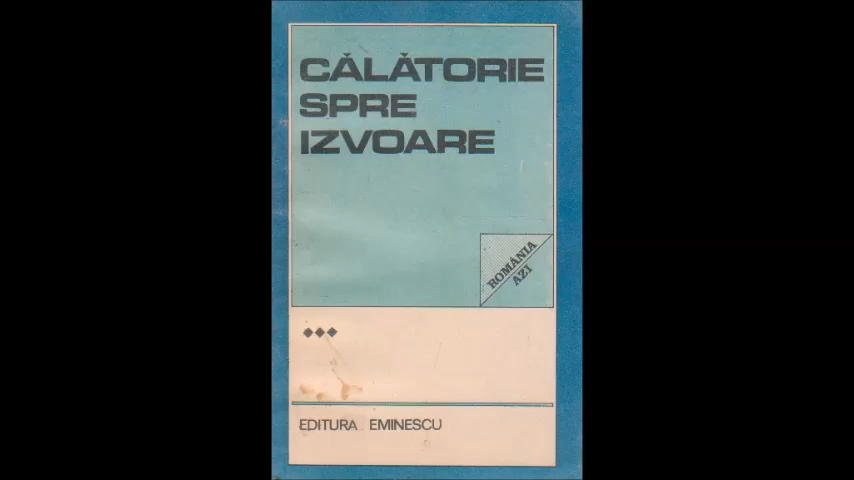 CĂLĂTORIE
SPRE
IZVOARE
ROMÂNIA
AZI
EDITURA EMINESCU